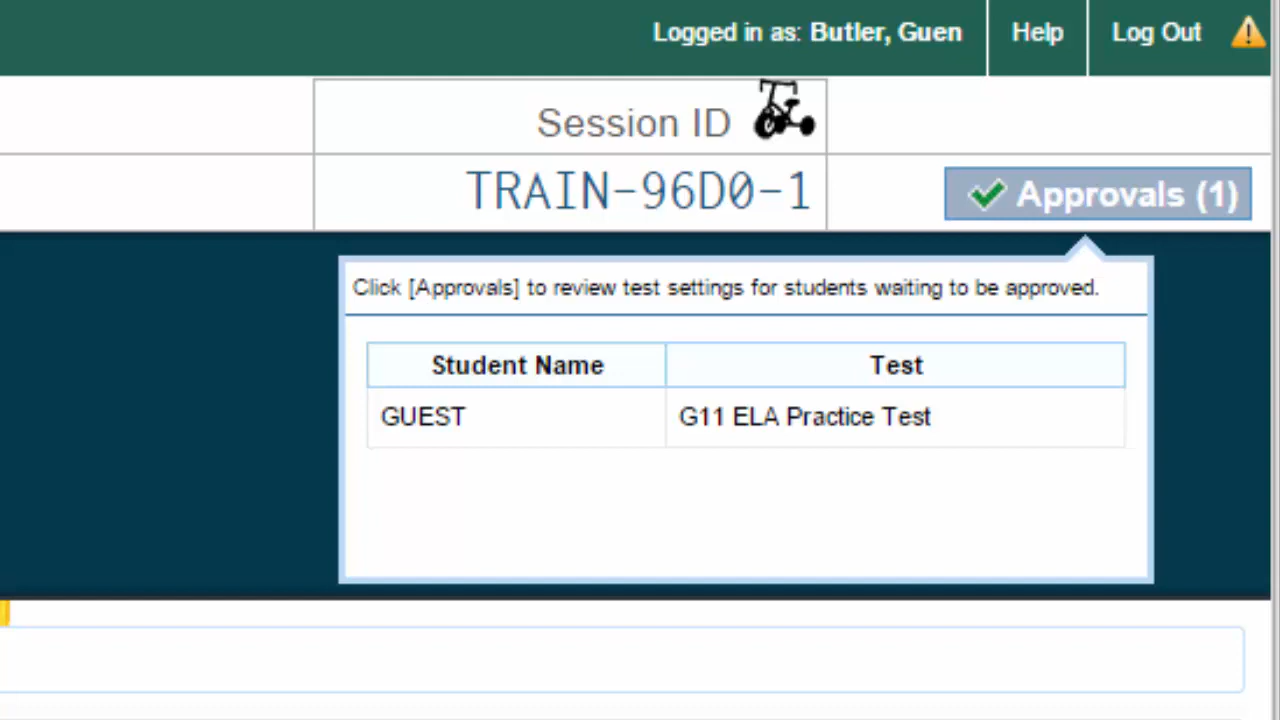 Logged in as: Butler, Guen
Help
Log Out
Session ID
TRAIN-96D0-1
Approvals (1)
Click [Approvals] to review test settings for students waiting to be approved.
Student Name
Test
GUEST
G11 ELA Practice Test